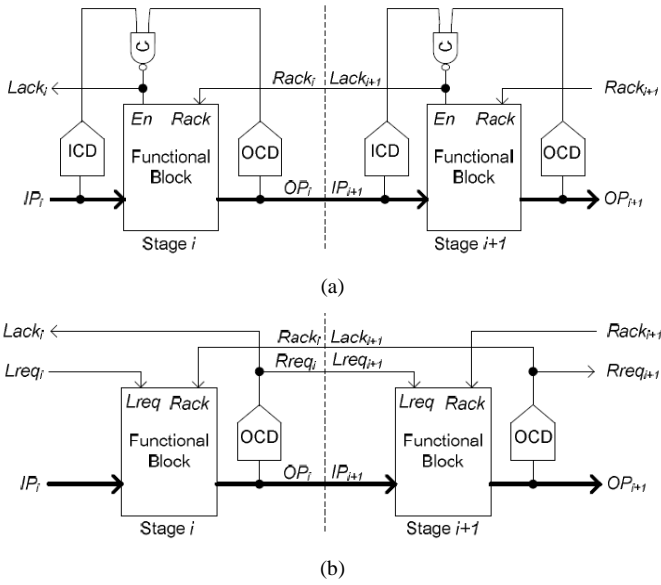 C C
Lackᵢ Rackᵢ Lackᵢ₊₁ Rackᵢ₊₁
En Rack En Rack
ICD Functional Block OCD ICD Functional Block OCD
IPᵢ OPᵢ IPᵢ₊₁ OPᵢ₊₁
Stage i Stage i+1
(a)
Lackᵢ Rackᵢ Lackᵢ₊₁ Rackᵢ₊₁
Lreqᵢ Rreqᵢ Lreqᵢ₊₁ Rreqᵢ₊₁
Lreq Rack Lreq Rack
Functional Block OCD Functional Block OCD
IPᵢ OPᵢ IPᵢ₊₁ OPᵢ₊₁
Stage i Stage i+1
(b)